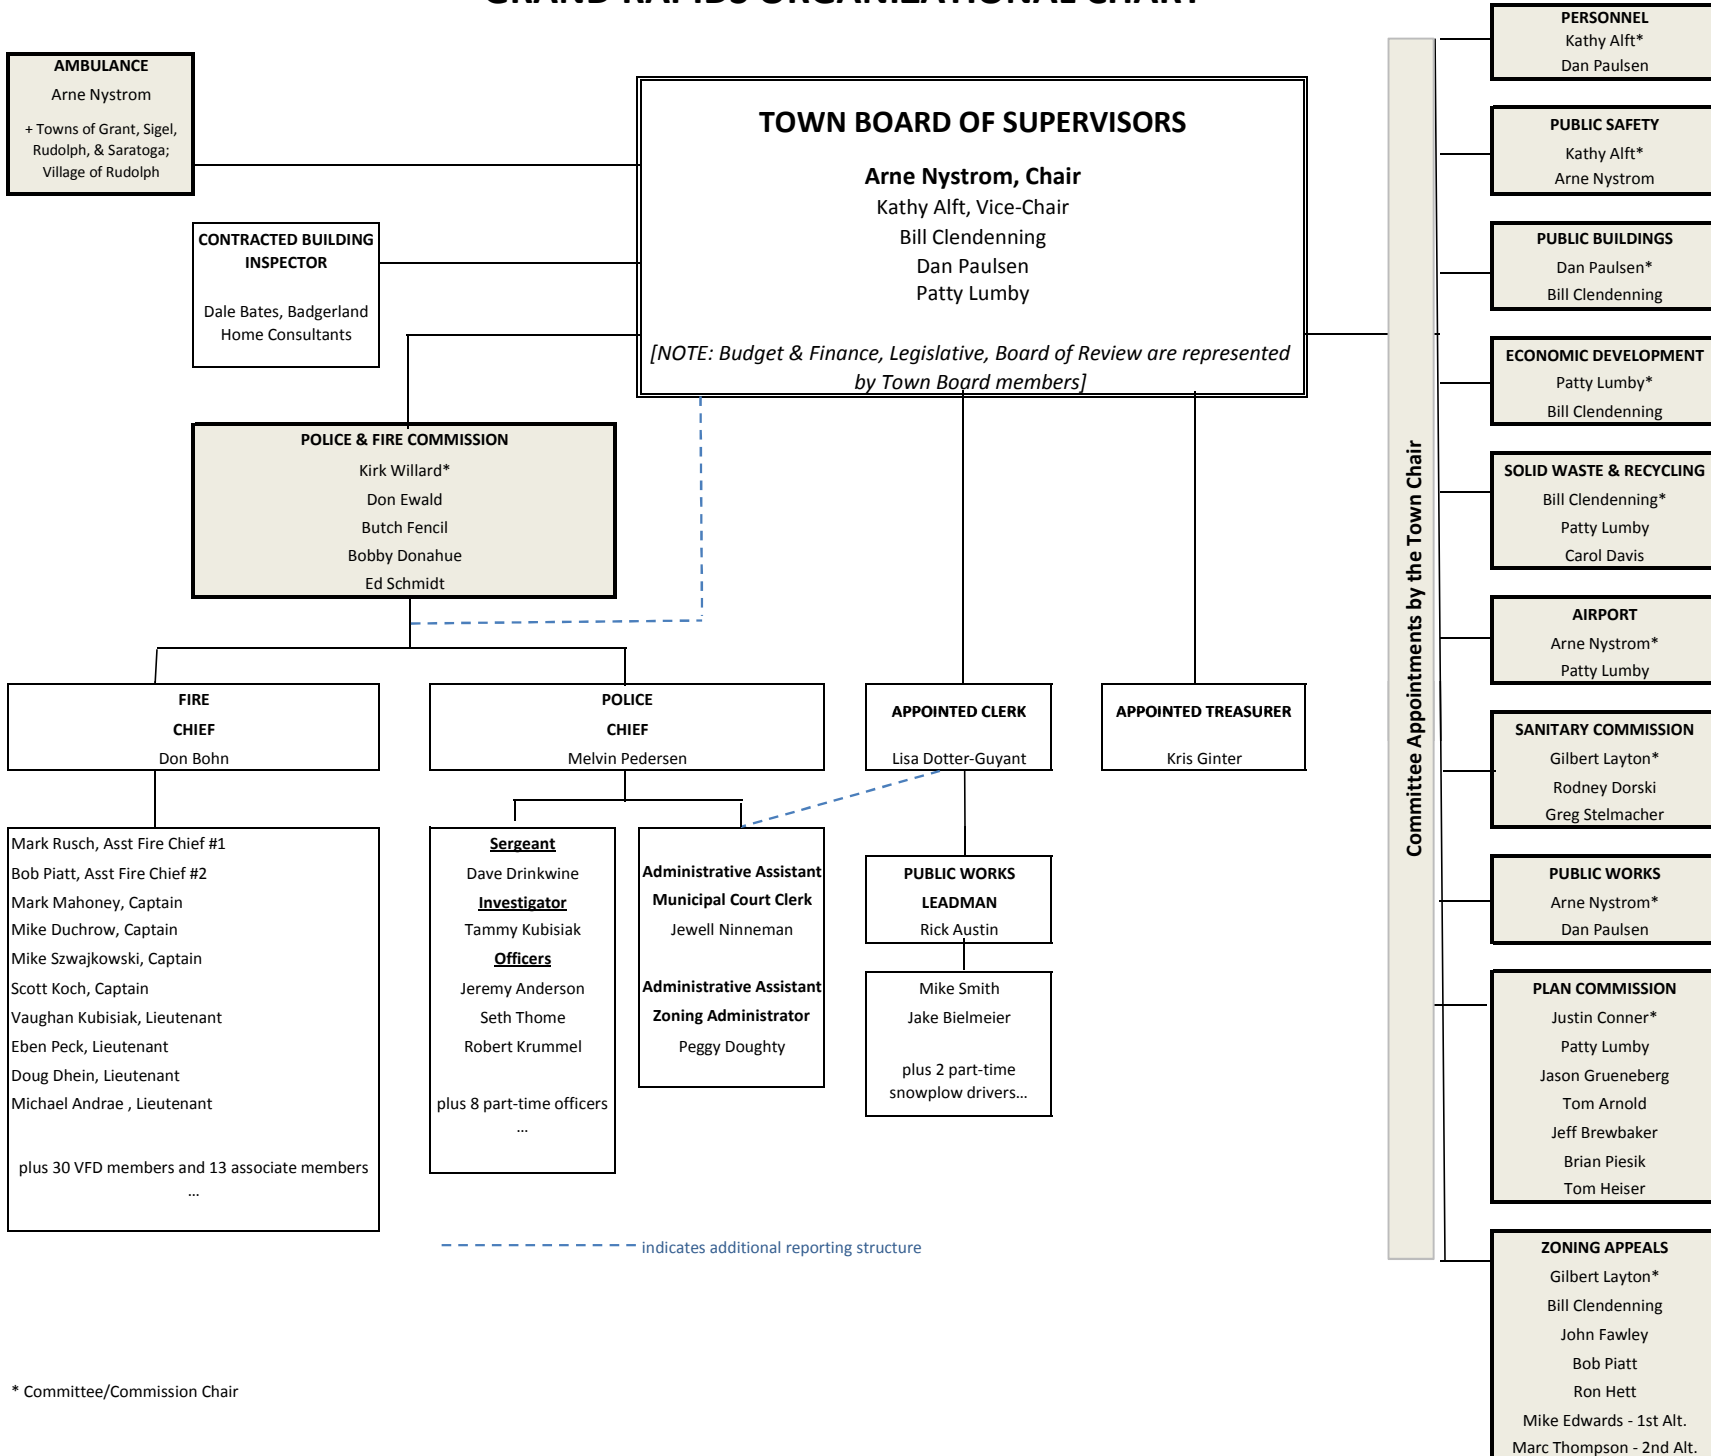 GRAND RAPIDS ORGANIZATIONAL CHART
AMBULANCE
Arne Nystrom
+ Towns of Grant, Sigel,
Rudolph, & Saratoga;
Village of Rudolph
TOWN BOARD OF SUPERVISORS
Arne Nystrom, Chair
Kathy Alft, Vice-Chair
Bill Clendenning
Dan Paulsen
Patty Lumby
[NOTE: Budget & Finance, Legislative, Board of Review are represented
by Town Board members]
CONTRACTED BUILDING
INSPECTOR
Dale Bates, Badgerland
Home Consultants
POLICE & FIRE COMMISSION
Kirk Willard*
Don Ewald
Butch Fencil
Bobby Donahue
Ed Schmidt
FIRE
CHIEF
Don Bohn
POLICE
CHIEF
Melvin Pedersen
APPOINTED CLERK
Lisa Dotter-Guyant
APPOINTED TREASURER
Kris Ginter
Mark Rusch, Asst Fire Chief #1
Bob Piatt, Asst Fire Chief #2
Mark Mahoney, Captain
Mike Duchrow, Captain
Mike Szwajkowski, Captain
Scott Koch, Captain
Vaughan Kubisiak, Lieutenant
Eben Peck, Lieutenant
Doug Dhein, Lieutenant
Michael Andrae , Lieutenant
plus 30 VFD members and 13 associate members
...
Sergeant
Dave Drinkwine
Investigator
Tammy Kubisiak
Officers
Jeremy Anderson
Seth Thome
Robert Krummel
plus 8 part-time officers
...
Administrative Assistant
Municipal Court Clerk
Jewell Ninneman
Administrative Assistant
Zoning Administrator
Peggy Doughty
PUBLIC WORKS
LEADMAN
Rick Austin
Mike Smith
Jake Bielmeier
plus 2 part-time
snowplow drivers...
indicates additional reporting structure
* Committee/Commission Chair
Committee Appointments by the Town Chair
PERSONNEL
Kathy Alft*
Dan Paulsen
PUBLIC SAFETY
Kathy Alft*
Arne Nystrom
PUBLIC BUILDINGS
Dan Paulsen*
Bill Clendenning
ECONOMIC DEVELOPMENT
Patty Lumby*
Bill Clendenning
SOLID WASTE & RECYCLING
Bill Clendenning*
Patty Lumby
Carol Davis
AIRPORT
Arne Nystrom*
Patty Lumby
SANITARY COMMISSION
Gilbert Layton*
Rodney Dorski
Greg Stelmacher
PUBLIC WORKS
Arne Nystrom*
Dan Paulsen
PLAN COMMISSION
Justin Conner*
Patty Lumby
Jason Grueneberg
Tom Arnold
Jeff Brewbaker
Brian Piesik
Tom Heiser
ZONING APPEALS
Gilbert Layton*
Bill Clendenning
John Fawley
Bob Piatt
Ron Hett
Mike Edwards - 1st Alt.
Marc Thompson - 2nd Alt.